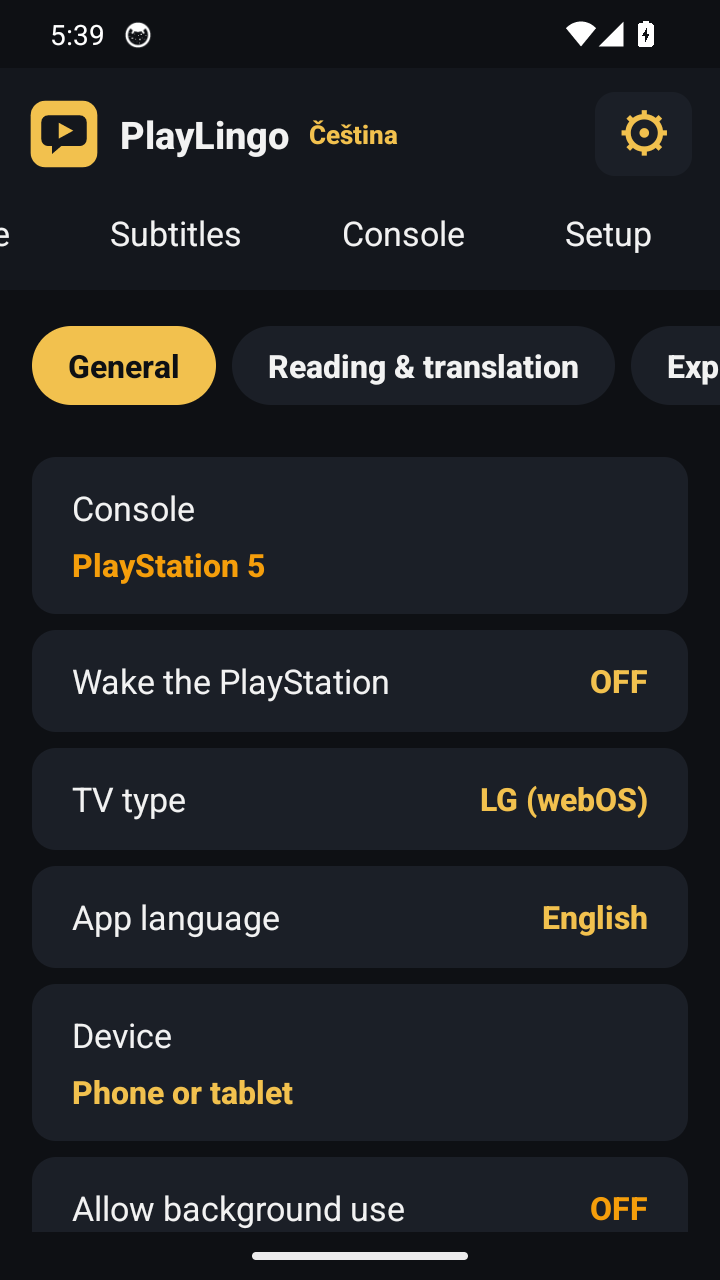 5:39
PlayLingo Čeština
e Subtitles Console Setup
General Reading & translation Exp
Console
PlayStation 5
Wake the PlayStation OFF
TV type LG (webOS)
App language English
Device
Phone or tablet
Allow background use OFF